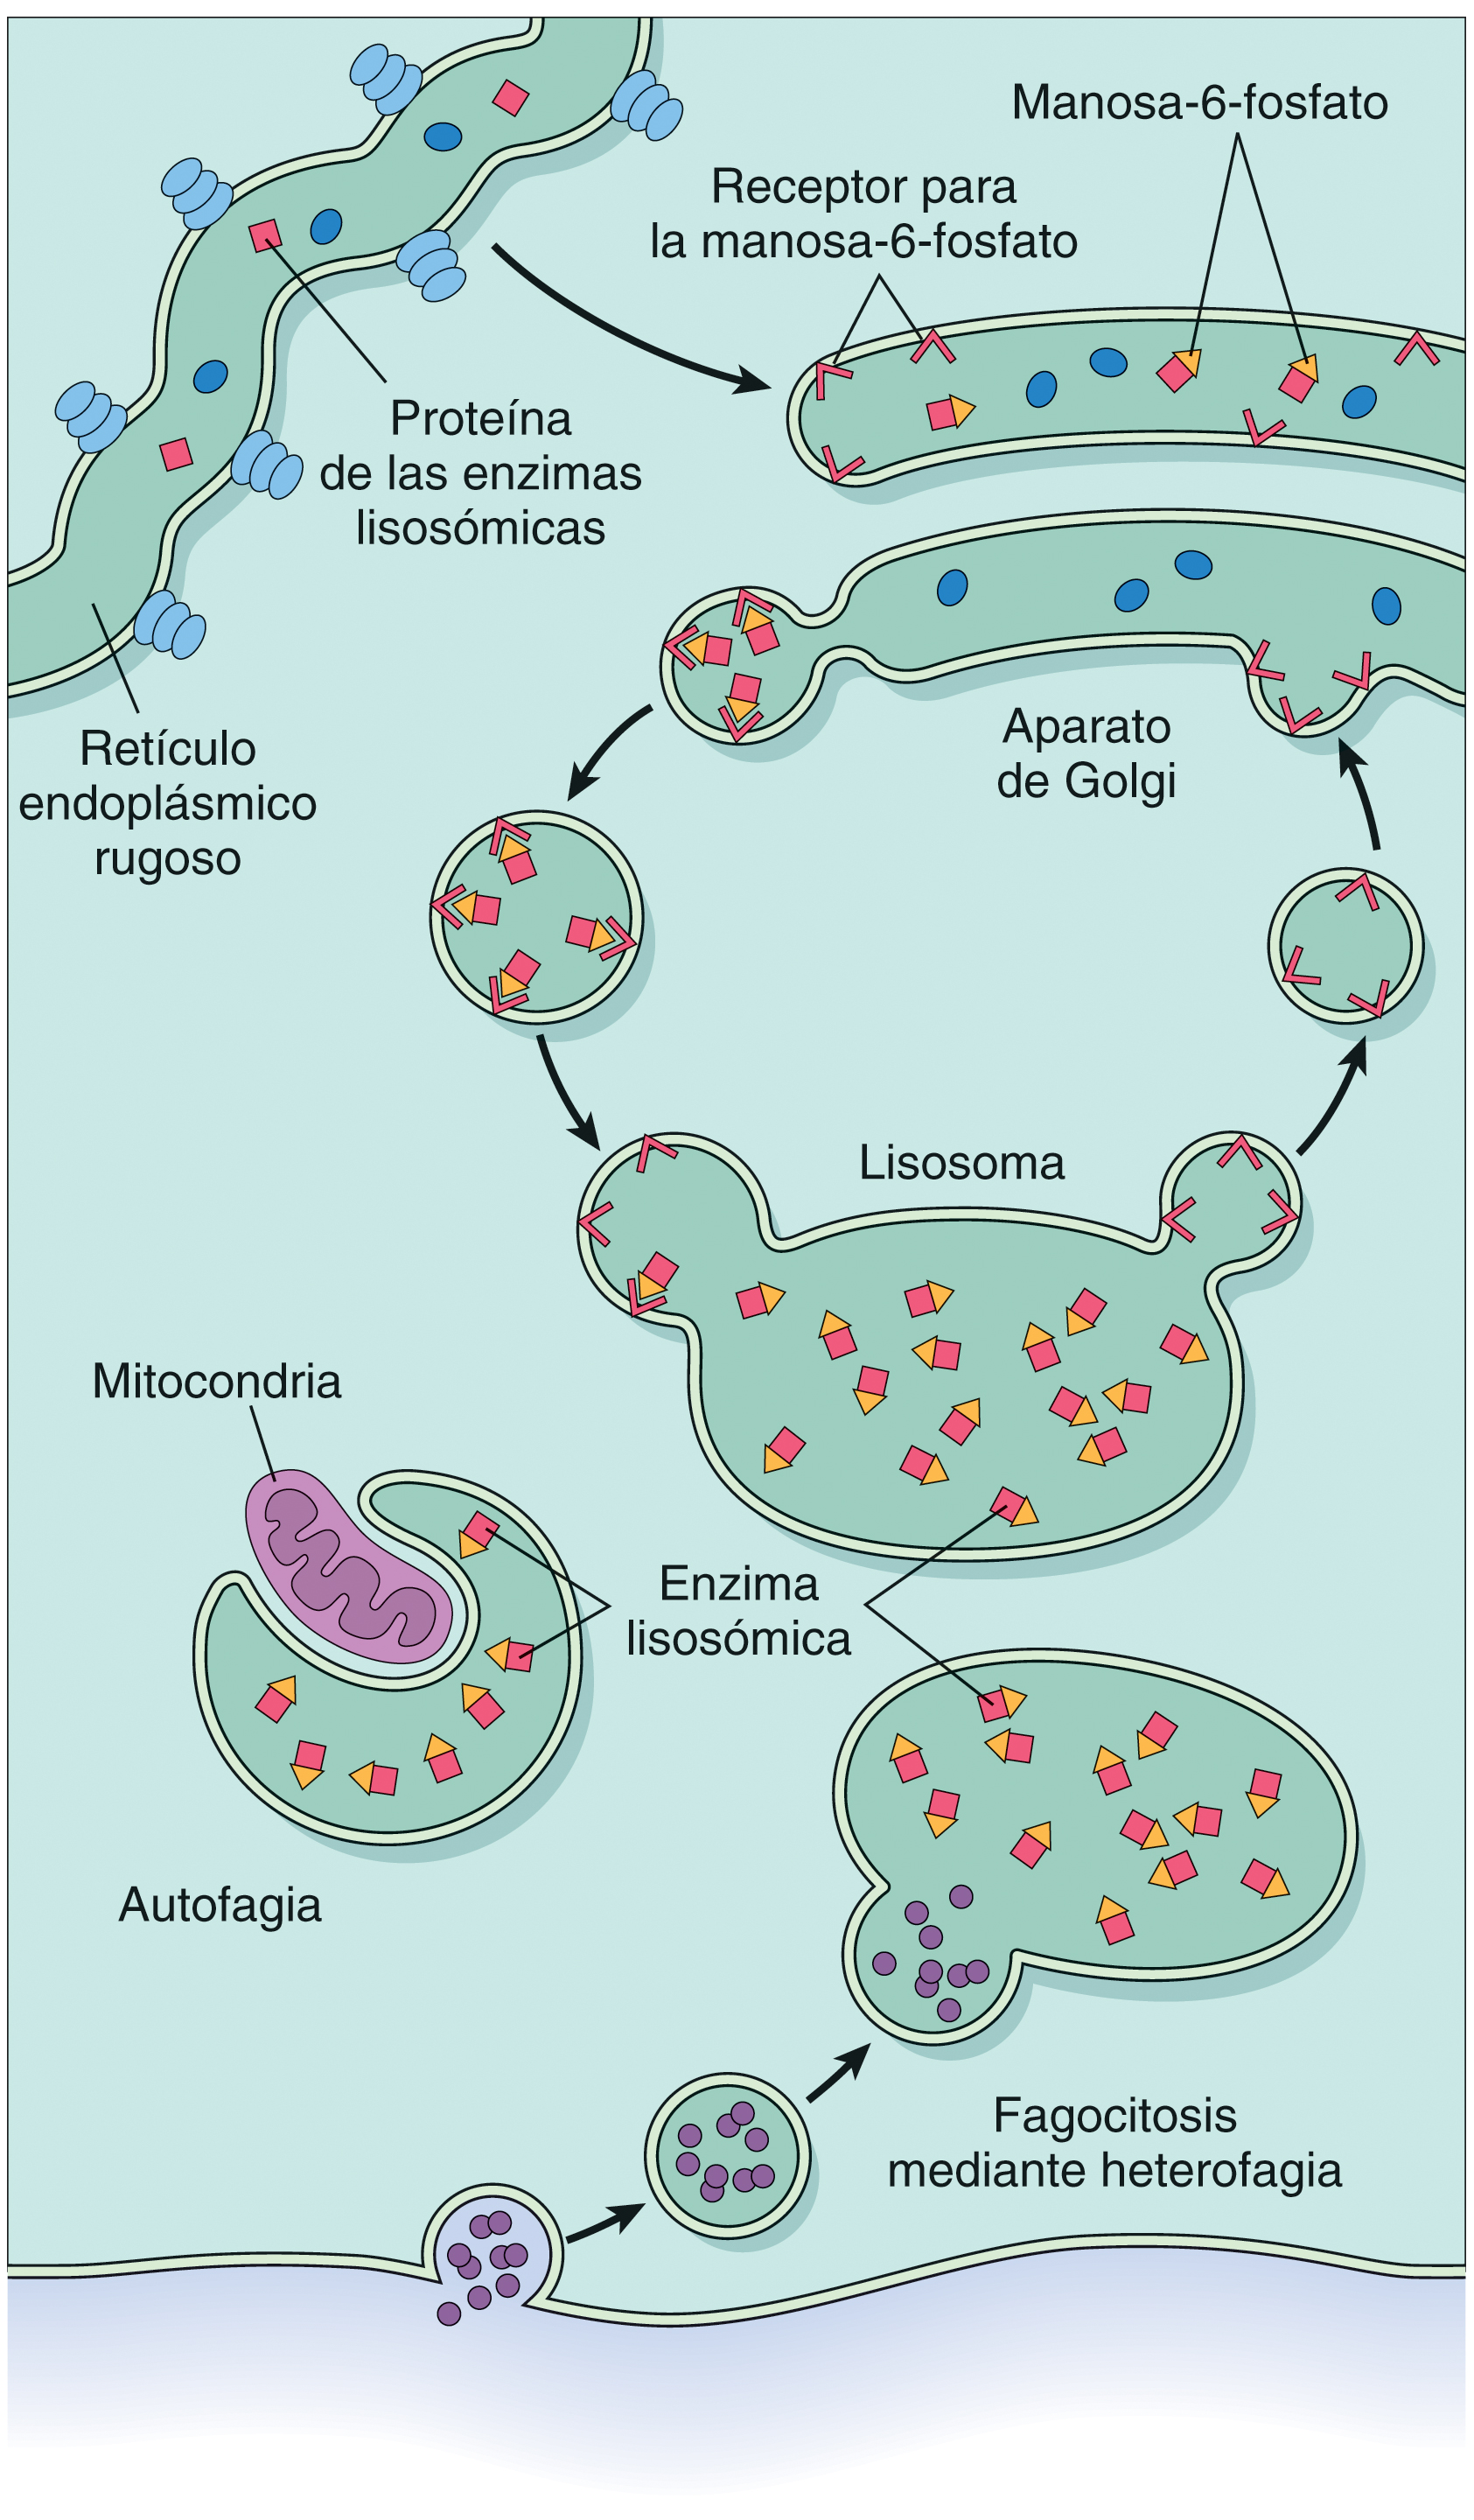 Manosa-6-fosfato
Receptor para
la manosa-6-fosfato
Proteína
de las enzimas
lisosómicas
Retículo
endoplásmico
rugoso
Aparato
de Golgi
Lisosoma
Mitocondria
Enzima
lisosómica
Autofagia
Fagocitosis
mediante heterofagia